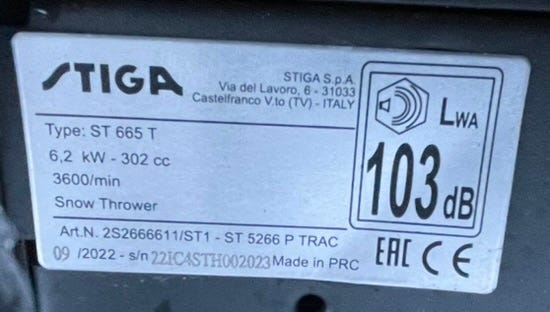 STIGA
STIGA S.p.A.
Via del Lavoro, 6 - 31033
Castelfranco V.to (TV) - ITALY
LWA
103 dB
Type: ST 665 T
6,2 kW - 302 cc
3600/min
Snow Thrower
Art.N. 2S2666611/ST1 - ST 5266 P TRAC
09 /2022 - s/n 22IC4STH002023 Made in PRC
EAC CE